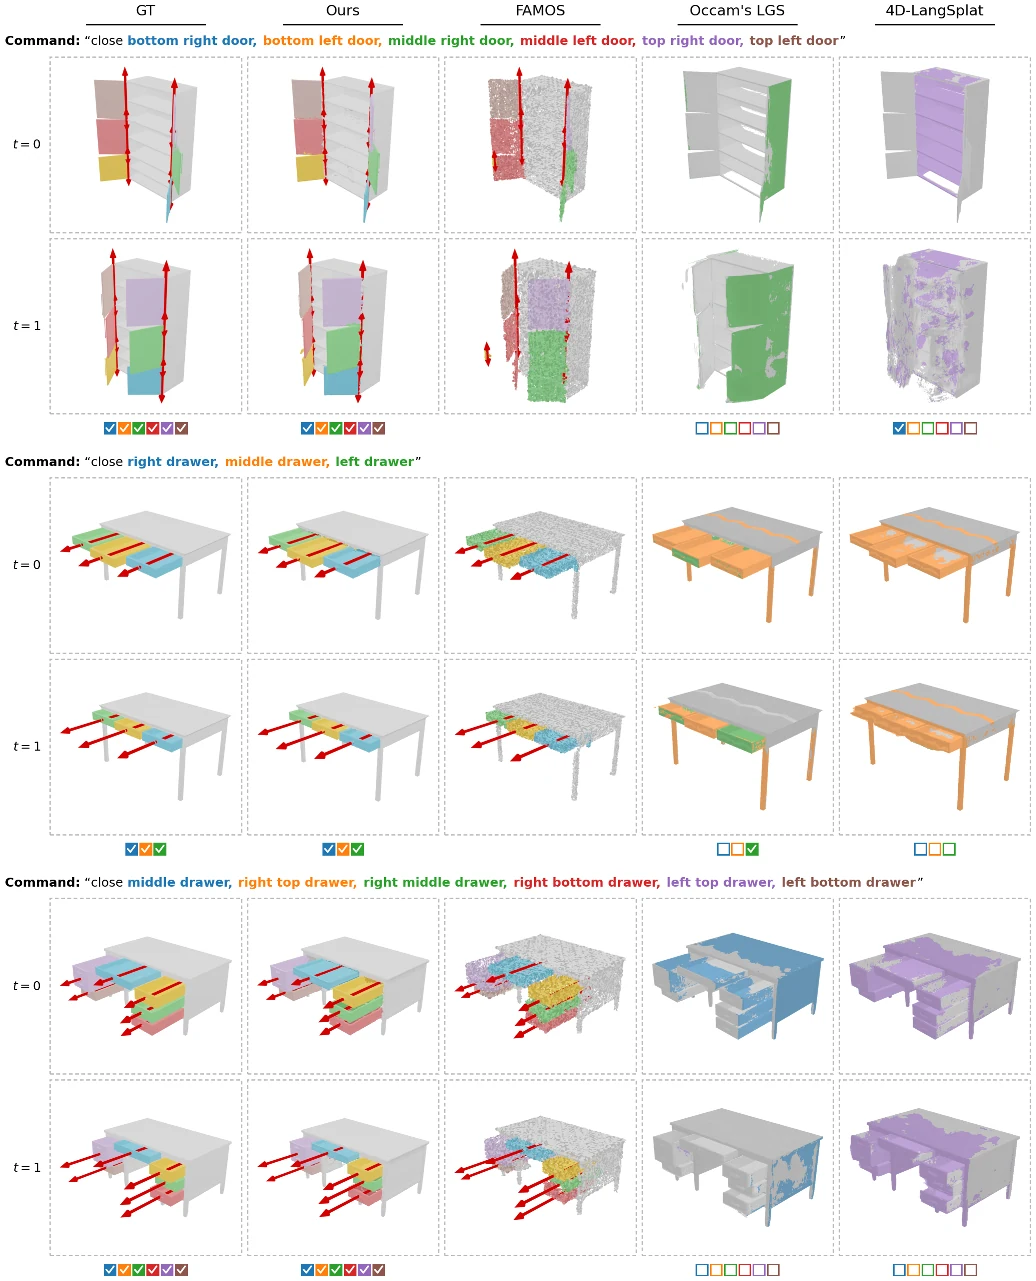 GT Ours FAMOS Occam's LGS 4D-LangSplat
Command: “close bottom right door, bottom left door, middle right door, middle left door, top right door, top left door”
t = 0
t = 1
Command: “close right drawer, middle drawer, left drawer”
t = 0
t = 1
Command: “close middle drawer, right top drawer, right middle drawer, right bottom drawer, left top drawer, left bottom drawer”
t = 0
t = 1